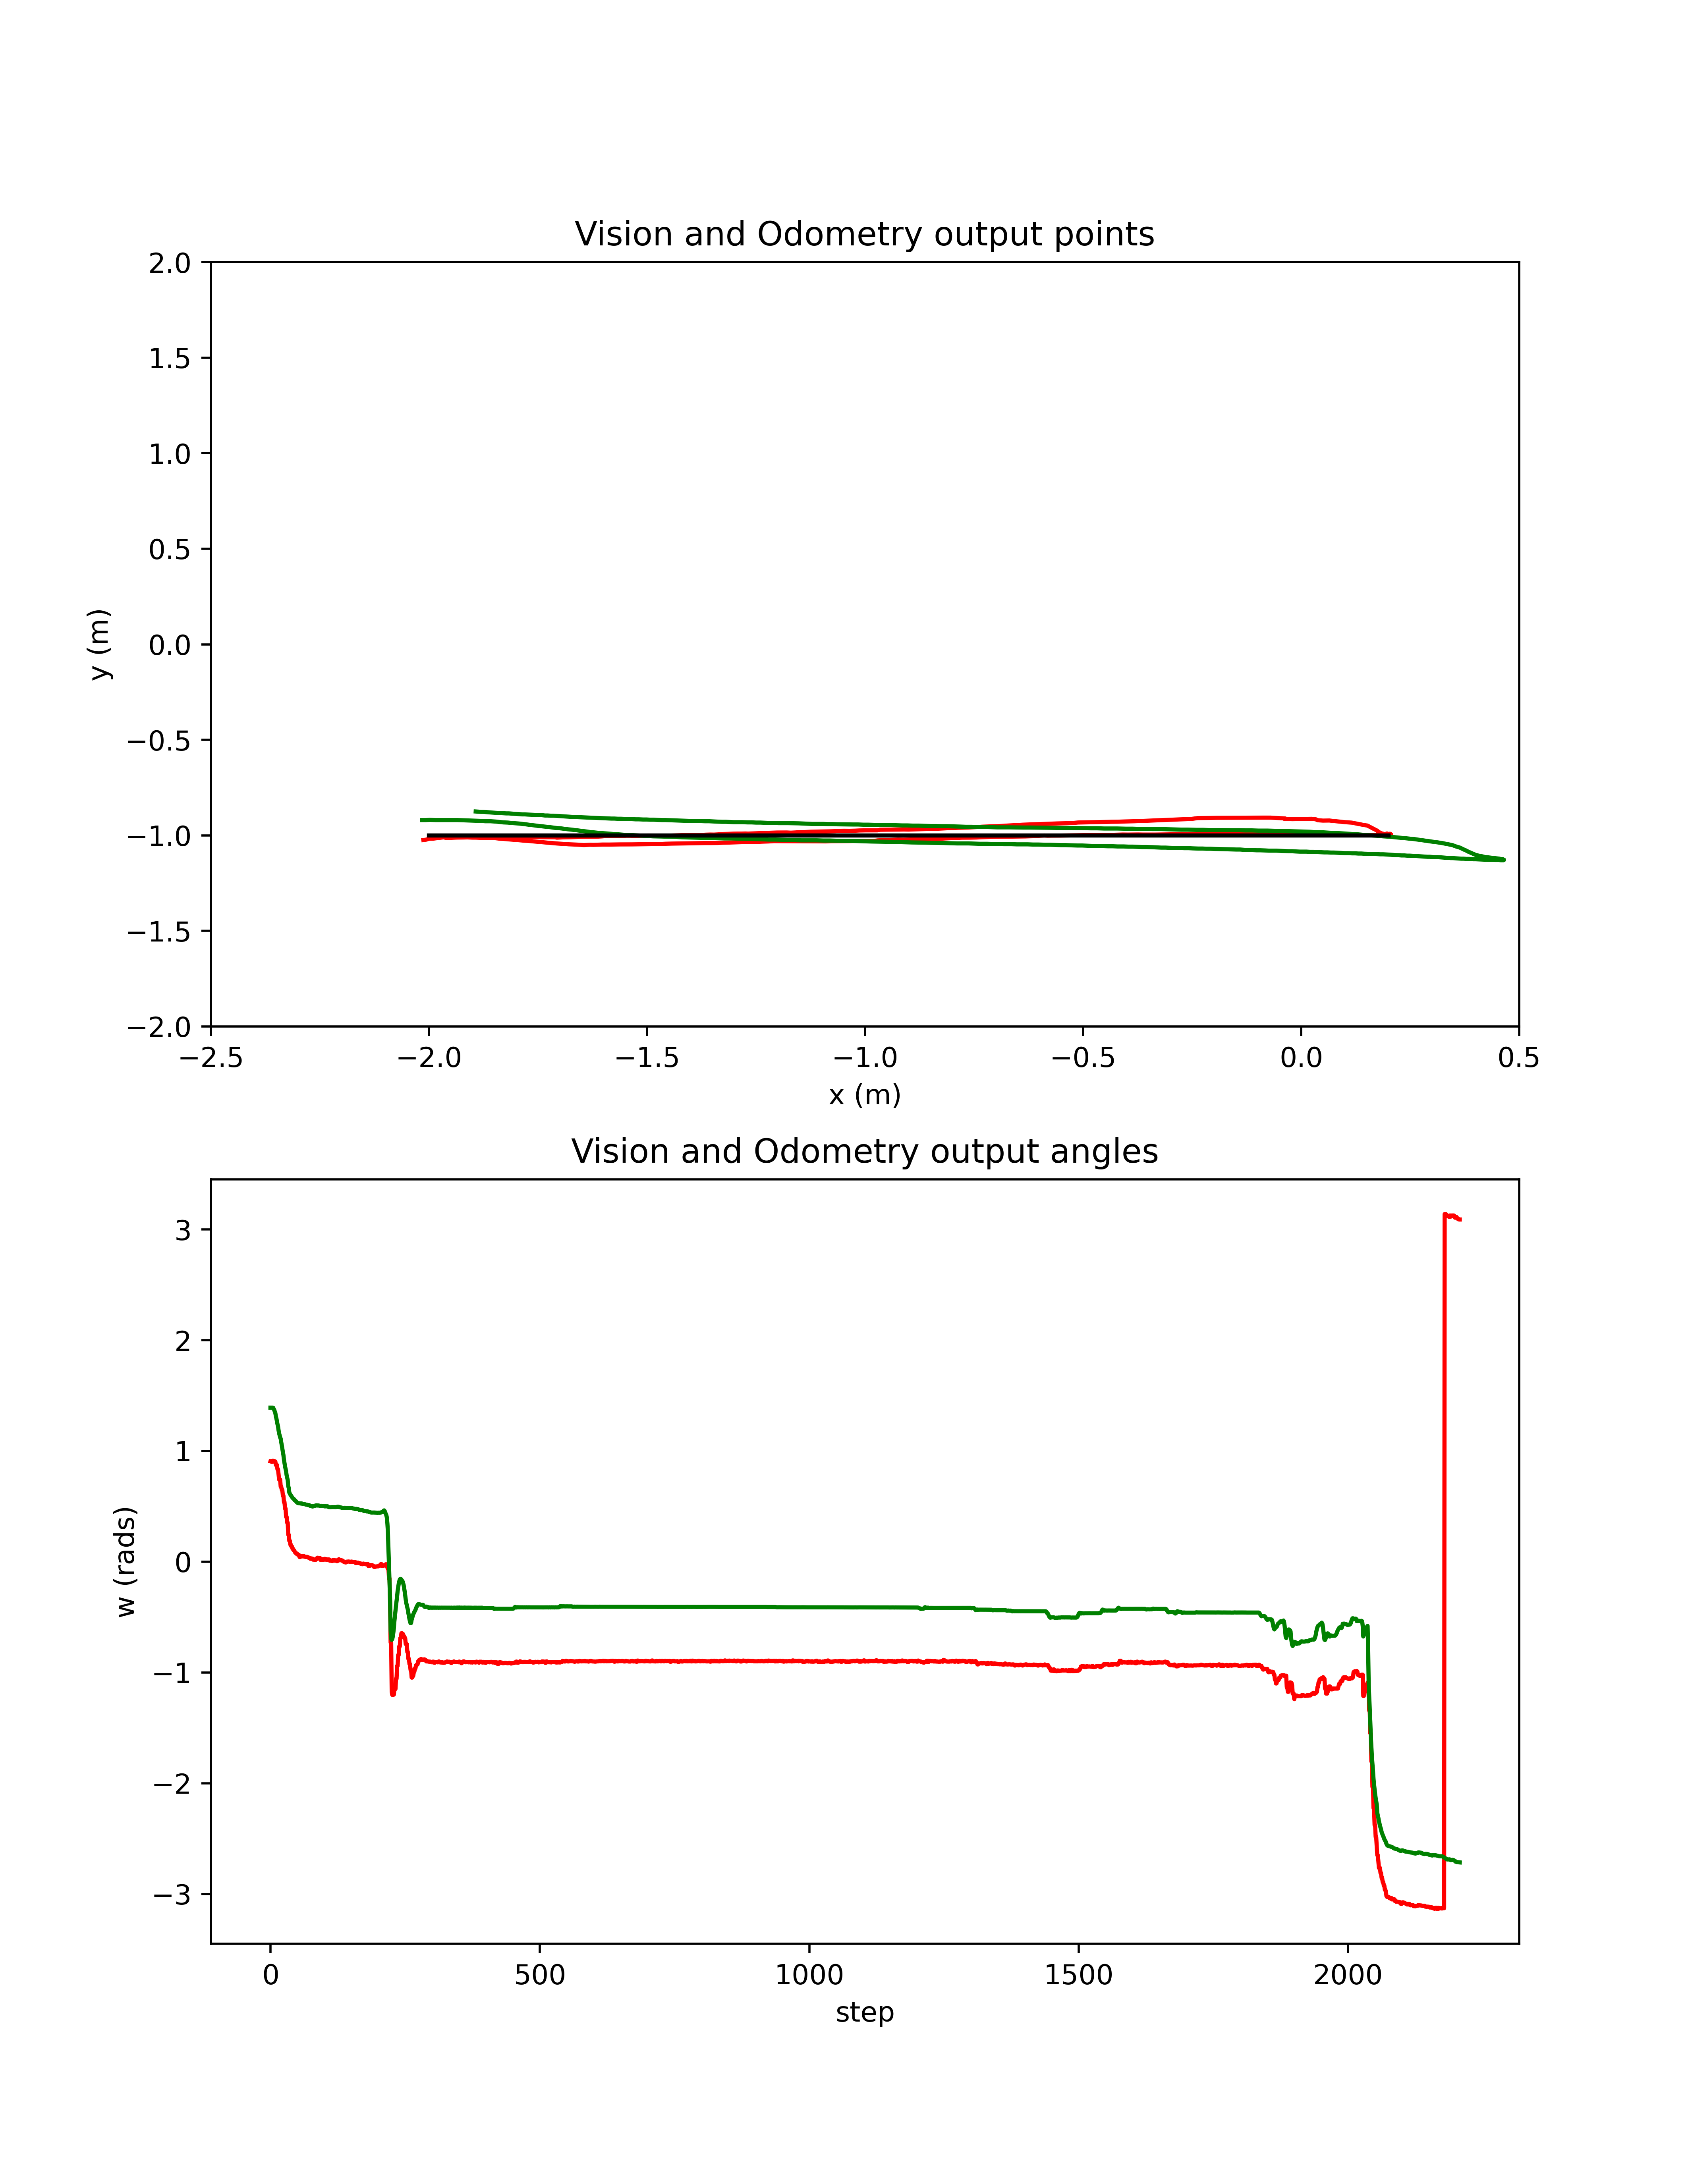 Vision and Odometry output points
2.0
1.5
1.0
0.5
0.0
−0.5
−1.0
−1.5
−2.0
y (m)
−2.5 −2.0 −1.5 −1.0 −0.5 0.0 0.5
x (m)
Vision and Odometry output angles
3
2
1
0
−1
−2
−3
w (rads)
0 500 1000 1500 2000
step